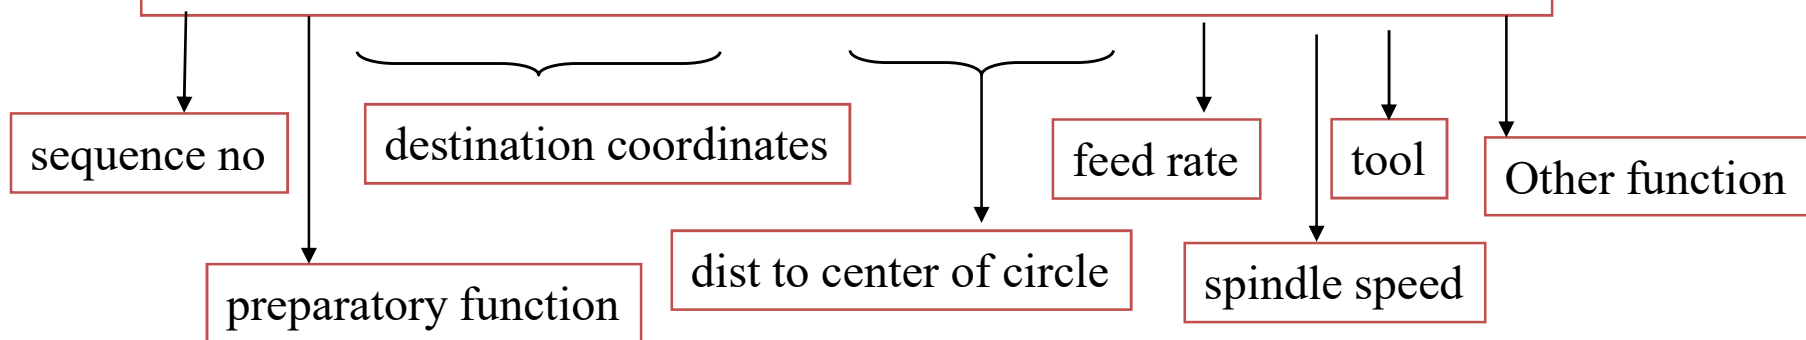 sequence no
destination coordinates
feed rate
tool
Other function
preparatory function
dist to center of circle
spindle speed